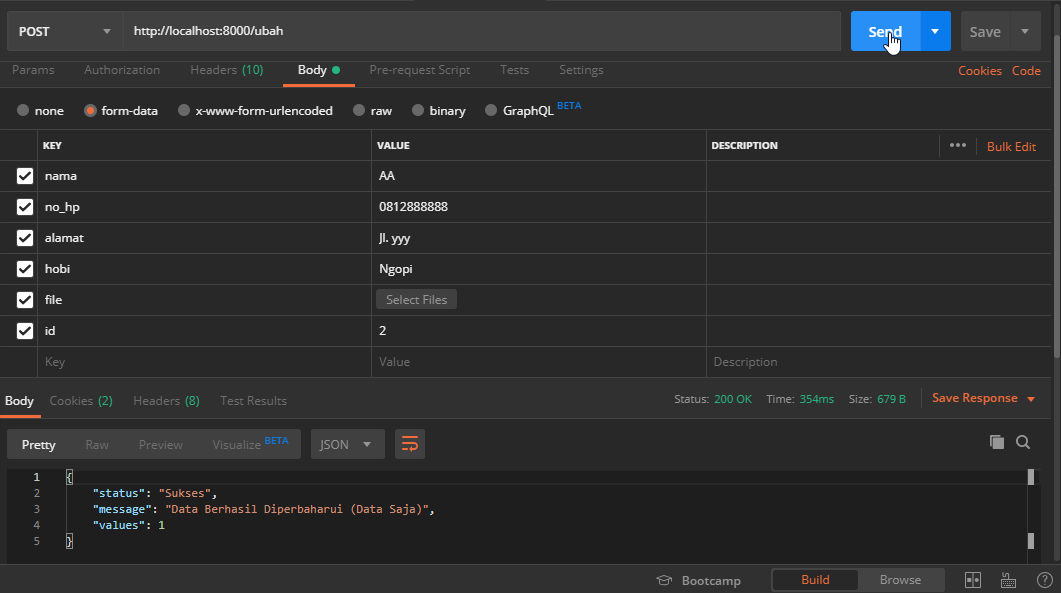 POST http://localhost:8000/ubah Send Save
Params Authorization Headers (10) Body Pre-request Script Tests Settings Cookies Code
none form-data x-www-form-urlencoded raw binary GraphQL BETA
KEY VALUE DESCRIPTION ••• Bulk Edit
nama AA
no_hp 0812888888
alamat Jl. yyy
hobi Ngopi
file Select Files
id 2
Key Value Description
Body Cookies (2) Headers (8) Test Results Status: 200 OK Time: 354ms Size: 679 B Save Response
Pretty Raw Preview Visualize BETA JSON
1 {
2 "status": "Sukses",
3 "message": "Data Berhasil Diperbaharui (Data Saja)",
4 "values": 1
5 }
Bootcamp Build Browse ?